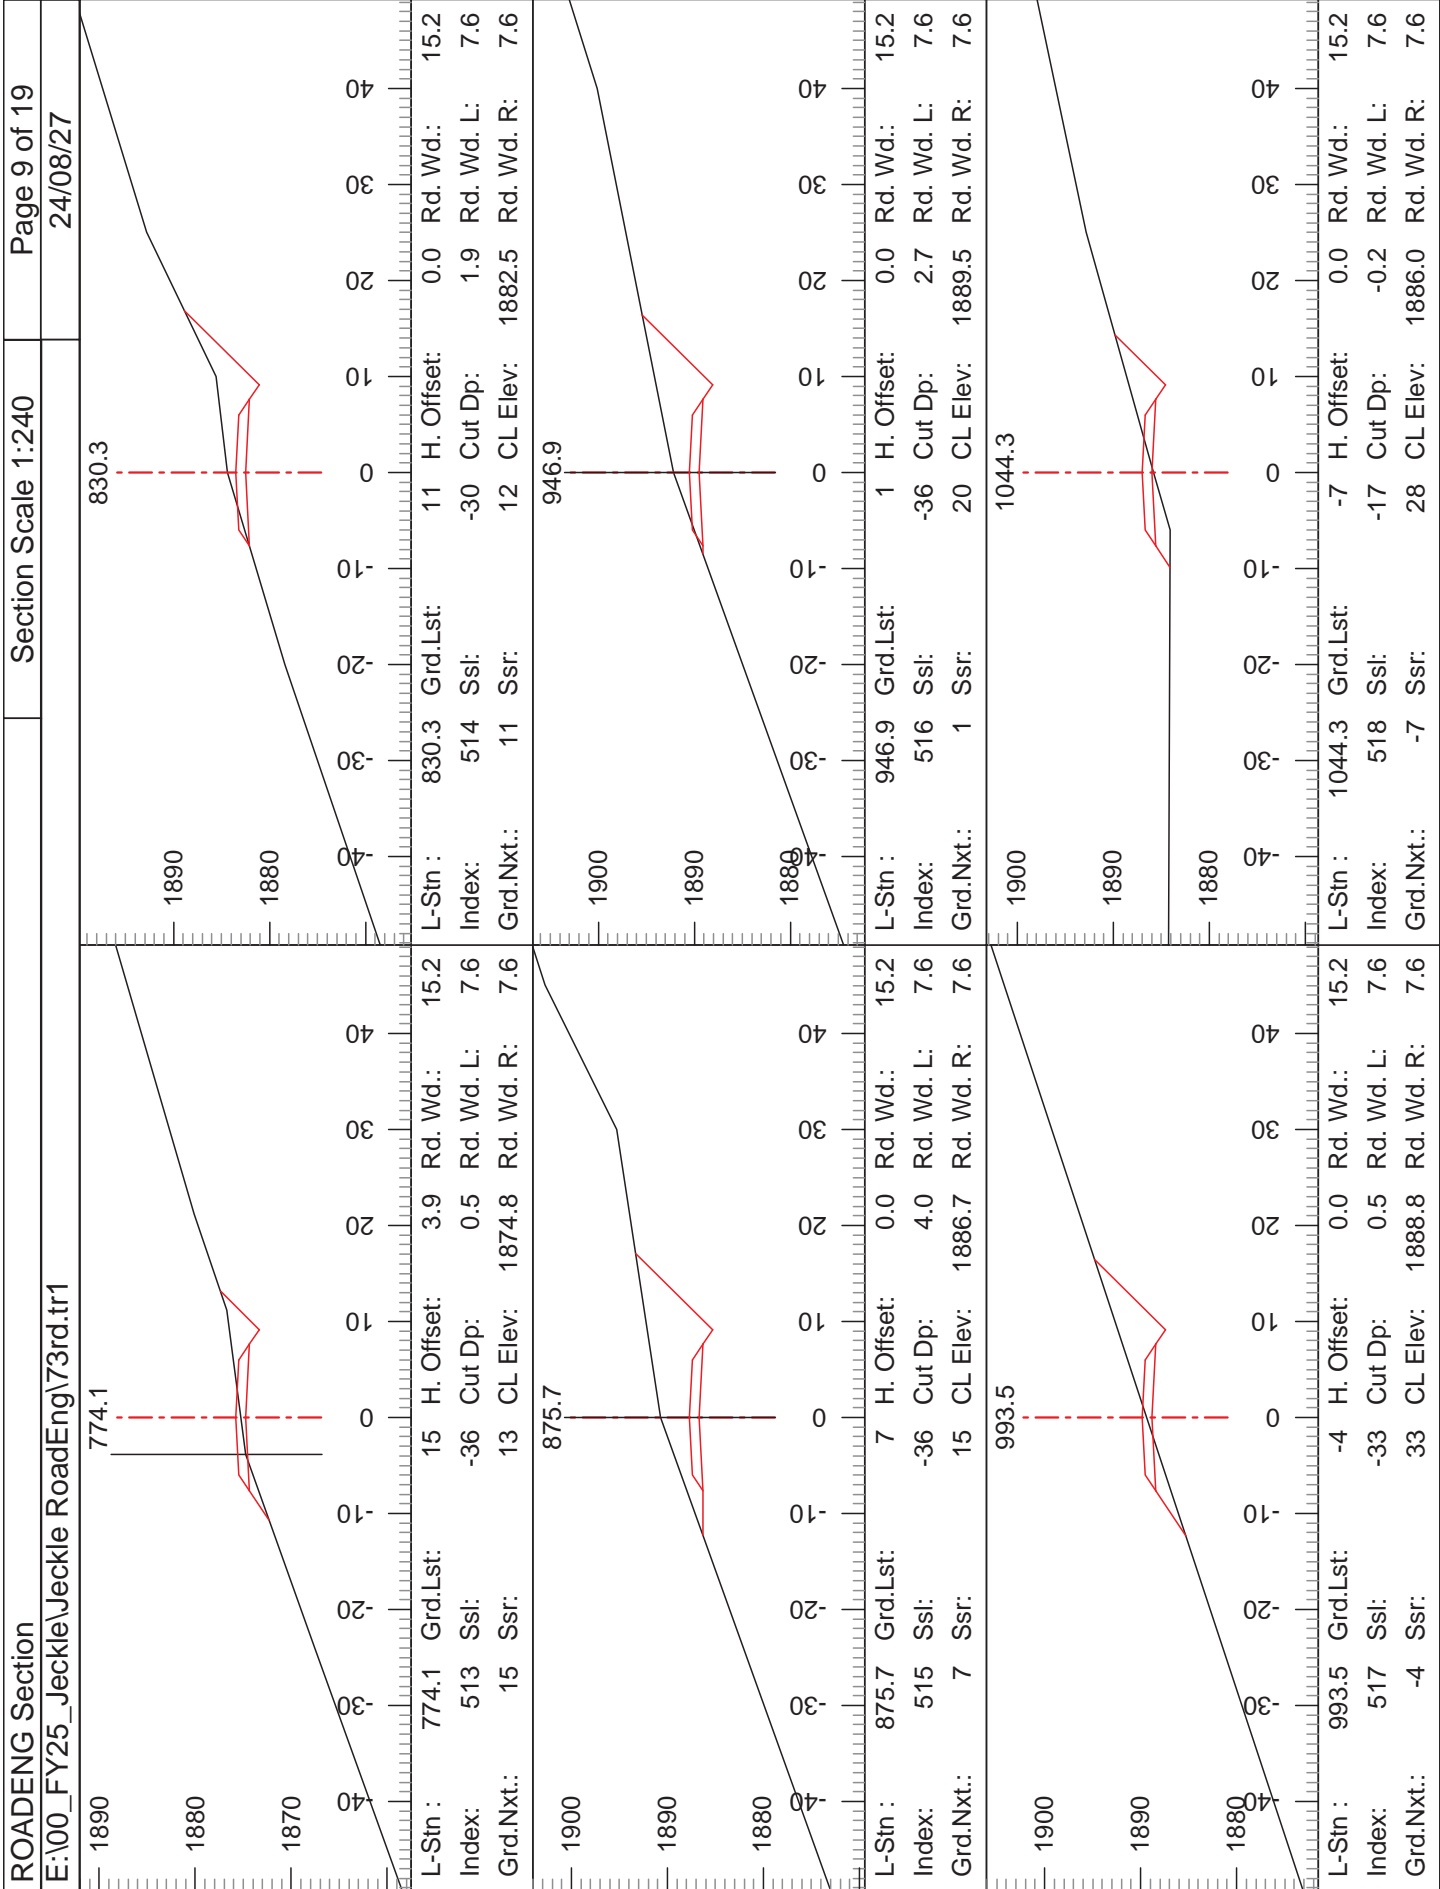 ROADENG Section Section Scale 1:240 Page 9 of 19
E:\00_FY25_Jeckle\Jeckle RoadEng\73rd.tr1 24/08/27
774.1
1890
1880
1870
-40 -30 -20 -10 0 10 20 30 40
L-Stn : 774.1 Grd.Lst: 15 H. Offset: 3.9 Rd. Wd.: 15.2
Index: 513 Ssl: -36 Cut Dp: 0.5 Rd. Wd. L: 7.6
Grd.Nxt.: 15 Ssr: 13 CL Elev: 1874.8 Rd. Wd. R: 7.6
830.3
1890
1880
-40 -30 -20 -10 0 10 20 30 40
L-Stn : 830.3 Grd.Lst: 11 H. Offset: 0.0 Rd. Wd.: 15.2
Index: 514 Ssl: -30 Cut Dp: 1.9 Rd. Wd. L: 7.6
Grd.Nxt.: 11 Ssr: 12 CL Elev: 1882.5 Rd. Wd. R: 7.6
875.7
1900
1890
1880
-40 -30 -20 -10 0 10 20 30 40
L-Stn : 875.7 Grd.Lst: 7 H. Offset: 0.0 Rd. Wd.: 15.2
Index: 515 Ssl: -36 Cut Dp: 4.0 Rd. Wd. L: 7.6
Grd.Nxt.: 7 Ssr: 15 CL Elev: 1886.7 Rd. Wd. R: 7.6
946.9
1900
1890
1880
-40 -30 -20 -10 0 10 20 30 40
L-Stn : 946.9 Grd.Lst: 1 H. Offset: 0.0 Rd. Wd.: 15.2
Index: 516 Ssl: -36 Cut Dp: 2.7 Rd. Wd. L: 7.6
Grd.Nxt.: 1 Ssr: 20 CL Elev: 1889.5 Rd. Wd. R: 7.6
993.5
1900
1890
1880
-40 -30 -20 -10 0 10 20 30 40
L-Stn : 993.5 Grd.Lst: -4 H. Offset: 0.0 Rd. Wd.: 15.2
Index: 517 Ssl: -33 Cut Dp: 0.5 Rd. Wd. L: 7.6
Grd.Nxt.: -4 Ssr: 33 CL Elev: 1888.8 Rd. Wd. R: 7.6
1044.3
1900
1890
1880
-40 -30 -20 -10 0 10 20 30 40
L-Stn : 1044.3 Grd.Lst: -7 H. Offset: 0.0 Rd. Wd.: 15.2
Index: 518 Ssl: -17 Cut Dp: -0.2 Rd. Wd. L: 7.6
Grd.Nxt.: -7 Ssr: 28 CL Elev: 1886.0 Rd. Wd. R: 7.6